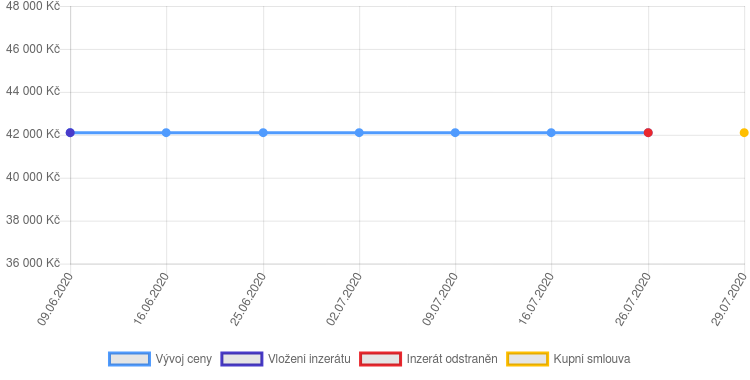 48 000 Kč
46 000 Kč
44 000 Kč
42 000 Kč
40 000 Kč
38 000 Kč
36 000 Kč
09.06.2020
16.06.2020
25.06.2020
02.07.2020
09.07.2020
16.07.2020
26.07.2020
29.07.2020
Vývoj ceny
Vložení inzerátu
Inzerát odstraněn
Kupní smlouva